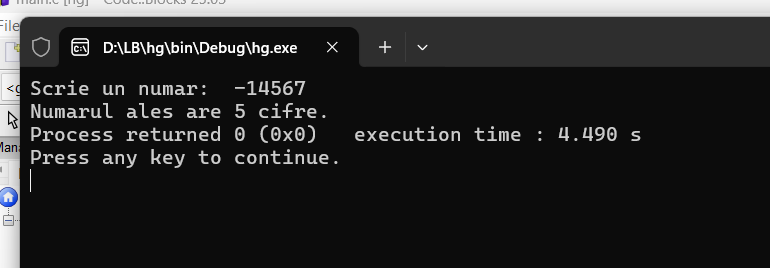 main.c [hg] - Code::Blocks 25.03
File
D:\LB\hg\bin\Debug\hg.exe
<g
Scrie un numar:  -14567
Numarul ales are 5 cifre.
Process returned 0 (0x0)   execution time : 4.490 s
Press any key to continue.